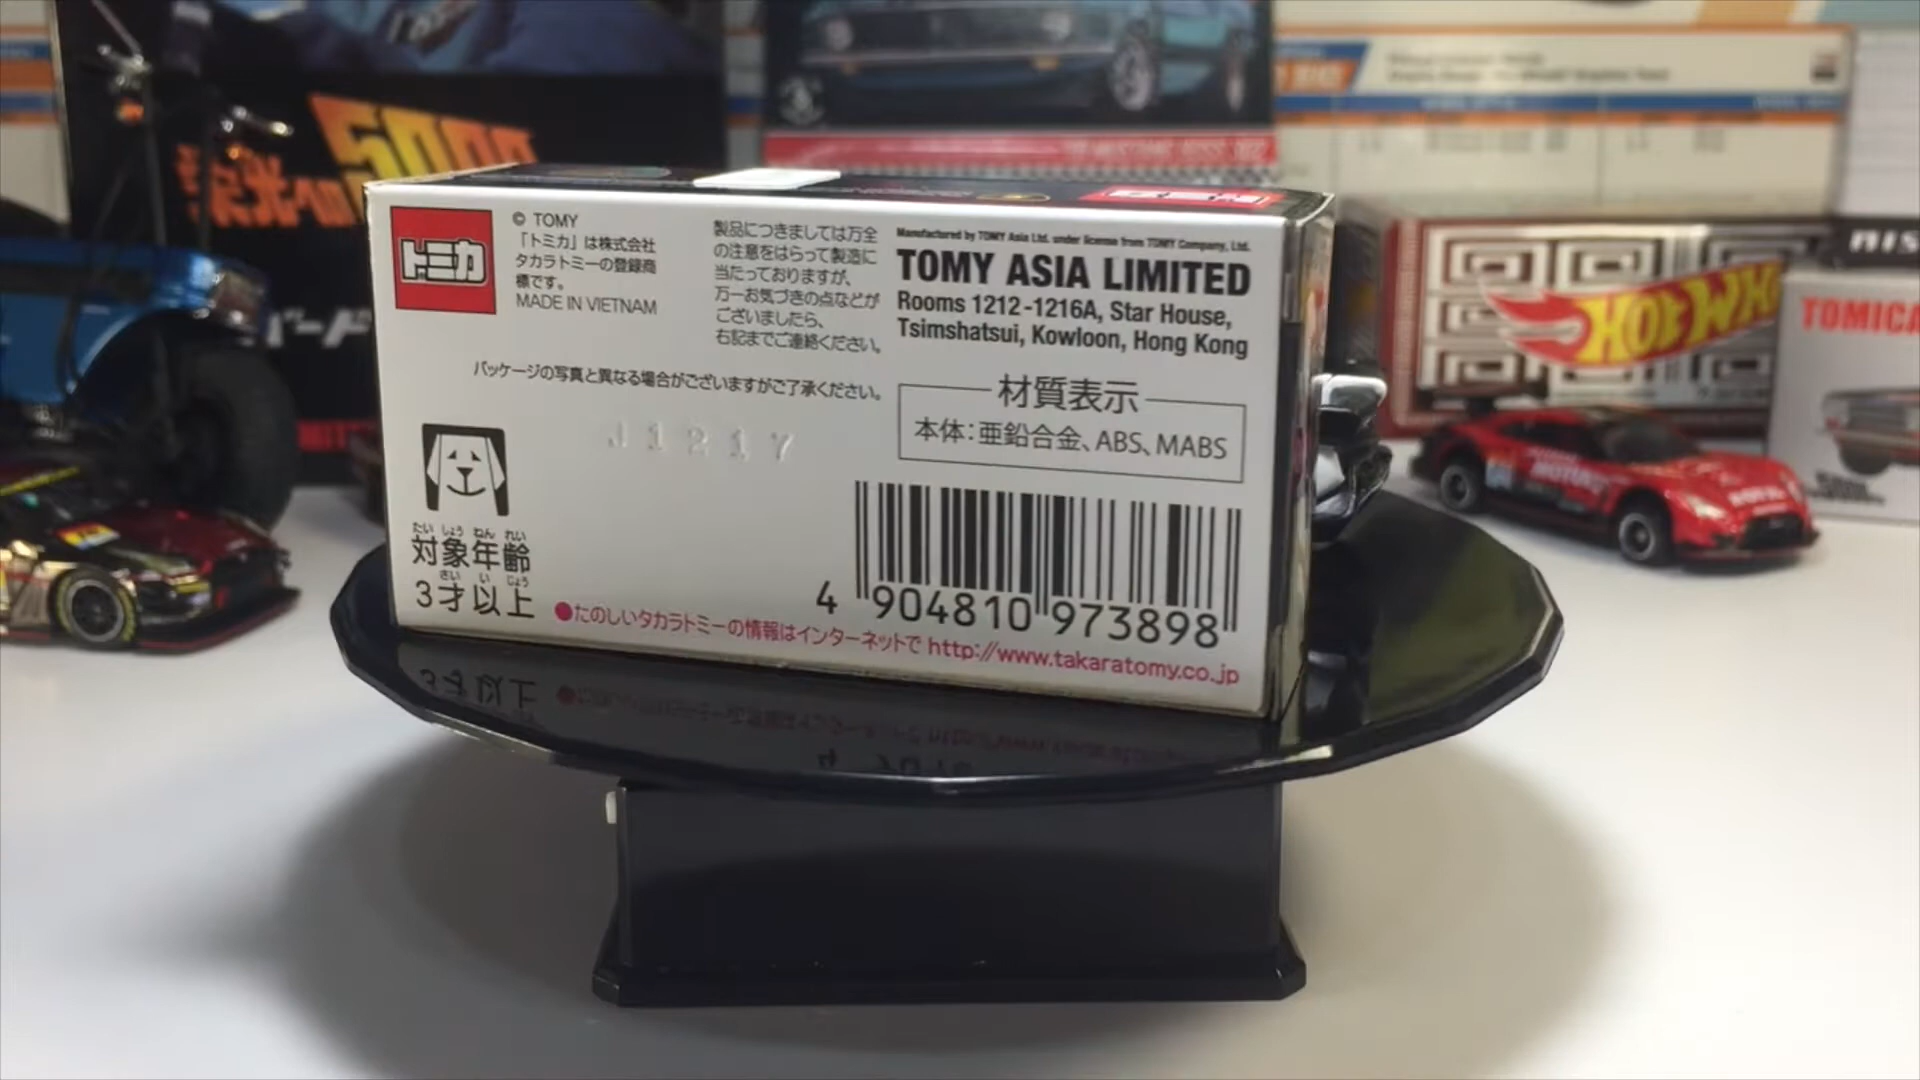 5000
栄光への
トミカ
© TOMY
「トミカ」は株式会社
タカラトミーの登録商
標です。
MADE IN VIETNAM
製品につきましては万全
の注意をはらって製造に
当たっておりますが、
万一お気づきの点などが
ございましたら、
右記までご連絡ください。
Manufactured by TOMY Asia Ltd. under license from TOMY Company, Ltd.
TOMY ASIA LIMITED
Rooms 1212-1216A, Star House,
Tsimshatsui, Kowloon, Hong Kong
パッケージの写真と異なる場合がございますがご了承ください。
材質表示
本体：亜鉛合金、ABS、MABS
J1217
たい しょう ねん れい
対象年齢
さい い じょう
3才以上
4 904810 973898
●たのしいタカラトミーの情報はインターネットで http://www.takaratomy.co.jp
HOT WH
NIS
TOMICA